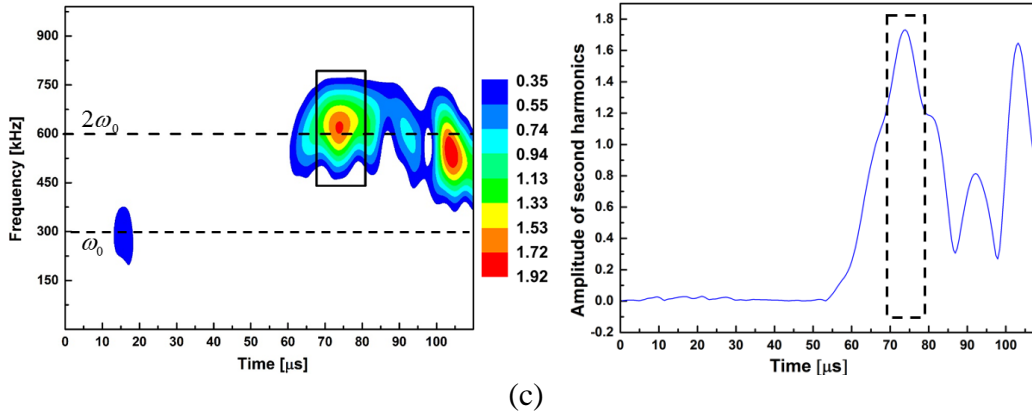 Frequency [kHz]
900
750
600
450
300
150
2ω₀
ω₀
0 10 20 30 40 50 60 70 80 90 100
Time [μs]
0.35
0.55
0.74
0.94
1.13
1.33
1.53
1.72
1.92
Amplitude of second harmonics
1.8
1.6
1.4
1.2
1.0
0.8
0.6
0.4
0.2
0.0
-0.2
0 10 20 30 40 50 60 70 80 90 100
Time [μs]
(c)